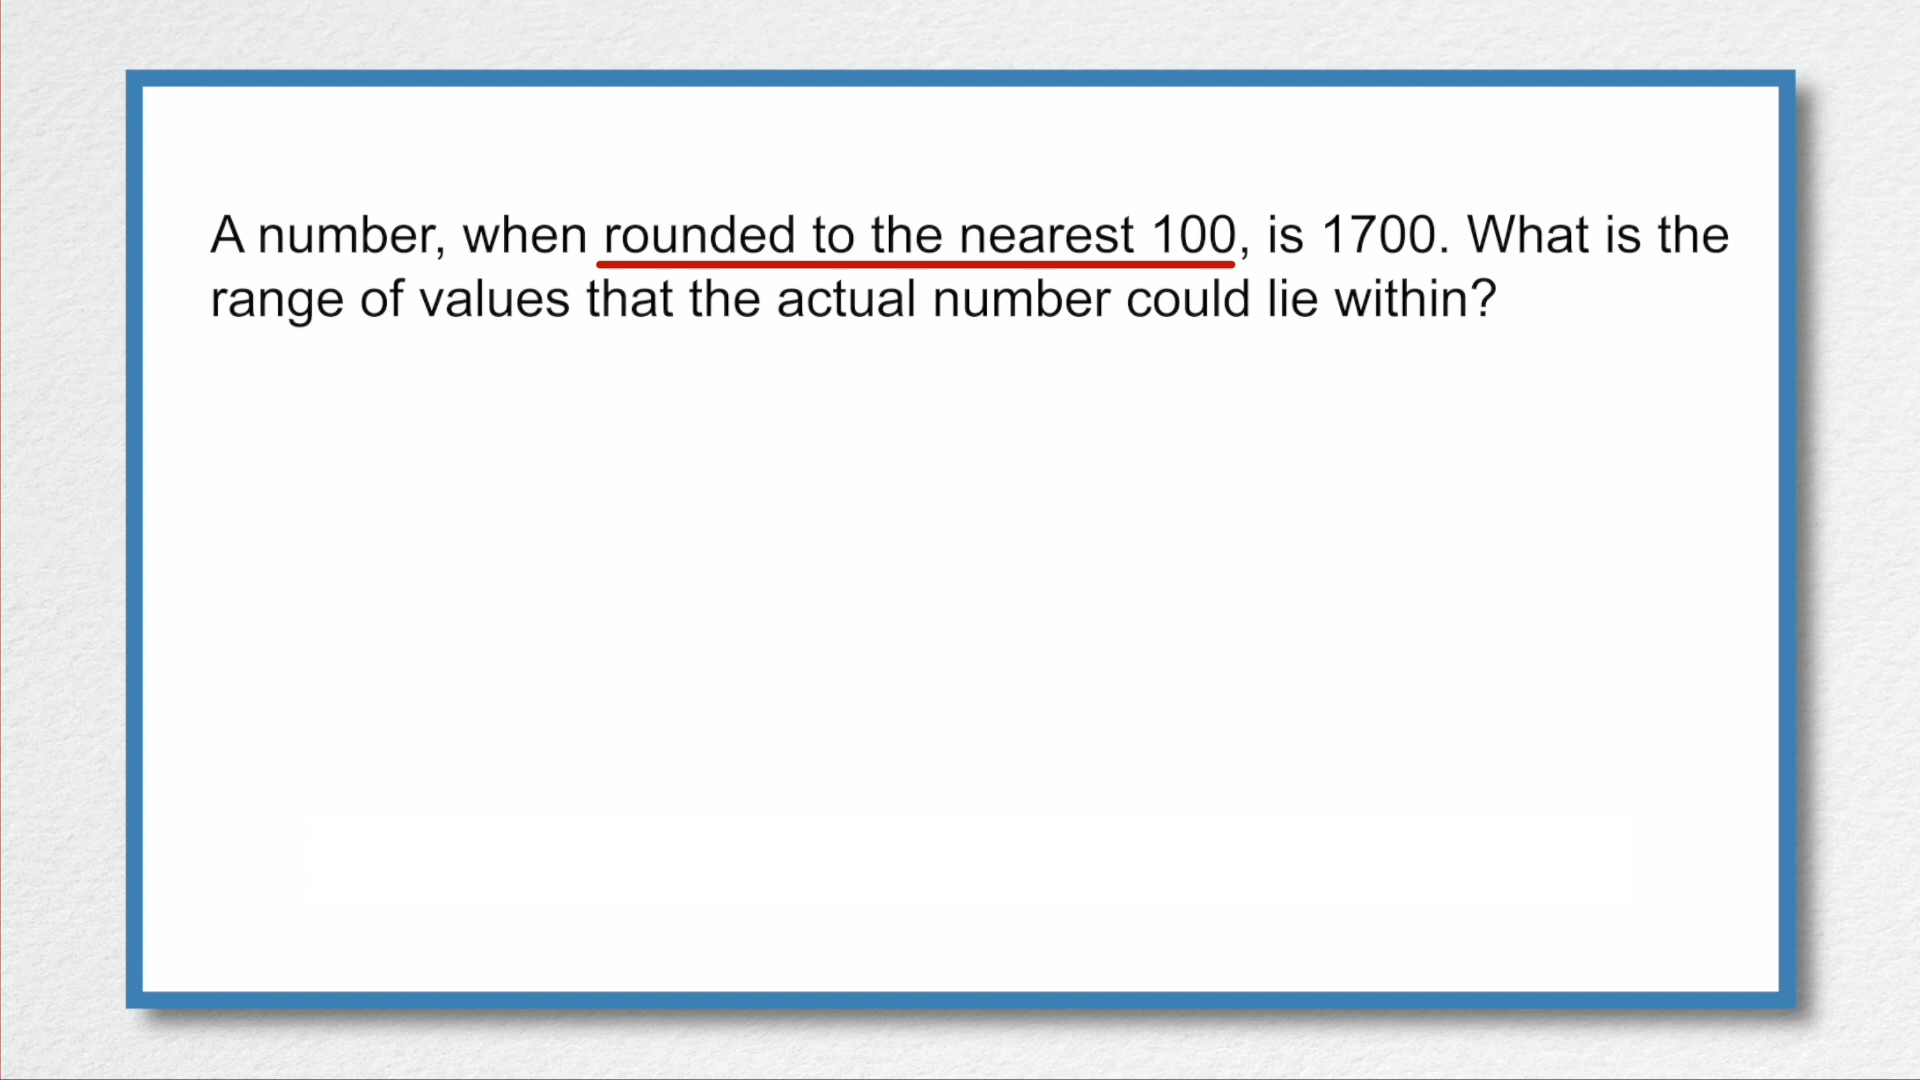 A number, when rounded to the nearest 100, is 1700. What is the
range of values that the actual number could lie within?